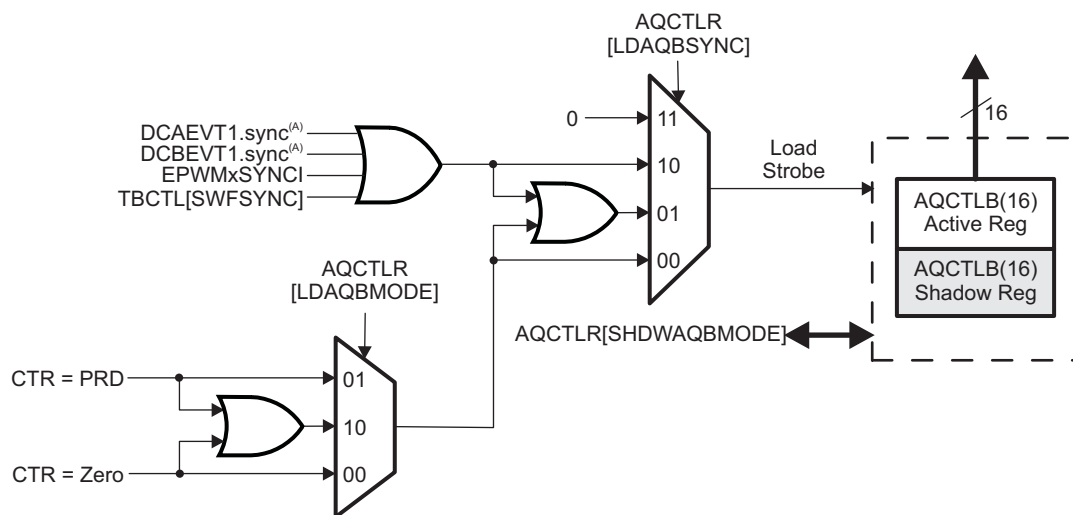 AQCTLR
[LDAQBSYNC]
16
DCAEVT1.sync(A)
DCBEVT1.sync(A)
EPWMxSYNCI
TBCTL[SWFSYNC]
0
11
10
01
00
Load
Strobe
AQCTLB(16)
Active Reg
AQCTLB(16)
Shadow Reg
AQCTLR
[LDAQBMODE]
AQCTLR[SHDWAQBMODE]
CTR = PRD
CTR = Zero
01
10
00